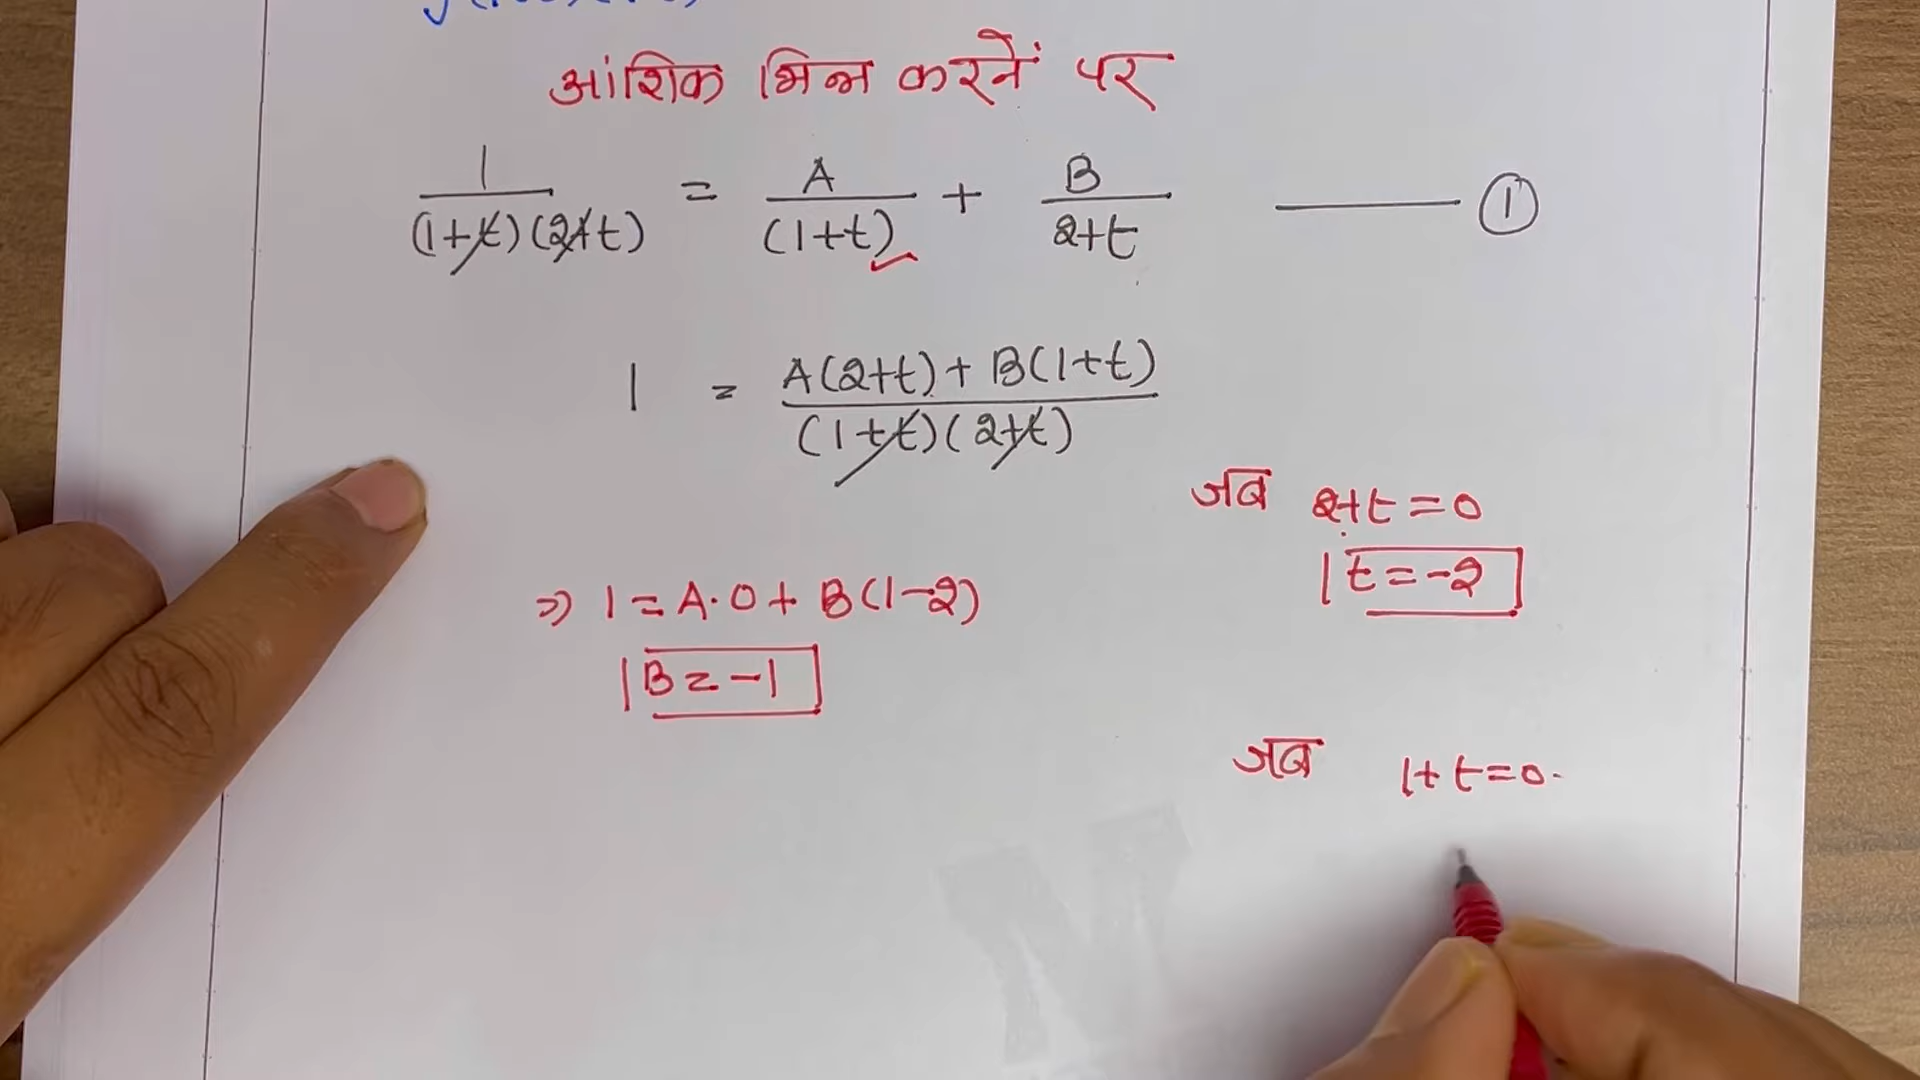 आंशिक भिन्न करनें पर
1/((1+t)(2+t)) = A/(1+t) + B/(2+t) ——— ①
1 = (A(2+t) + B(1+t))/((1+t)(2+t))
जब 2+t=0
t=-2
⇒ 1 = A·0 + B(1-2)
B = -1
जब 1+t=0